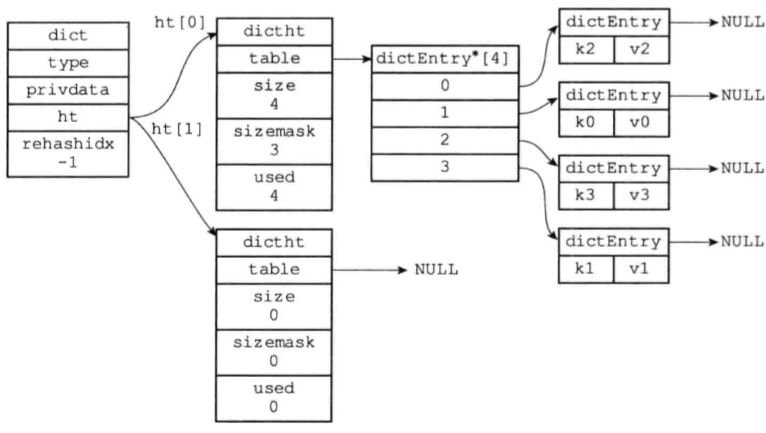 dict
type
privdata
ht
rehashidx
-1
ht[0]
ht[1]
dictht
table
size
4
sizemask
3
used
4
dictht
table
size
0
sizemask
0
used
0
NULL
dictEntry*[4]
0
1
2
3
dictEntry
k2 v2
NULL
dictEntry
k0 v0
NULL
dictEntry
k3 v3
NULL
dictEntry
k1 v1
NULL